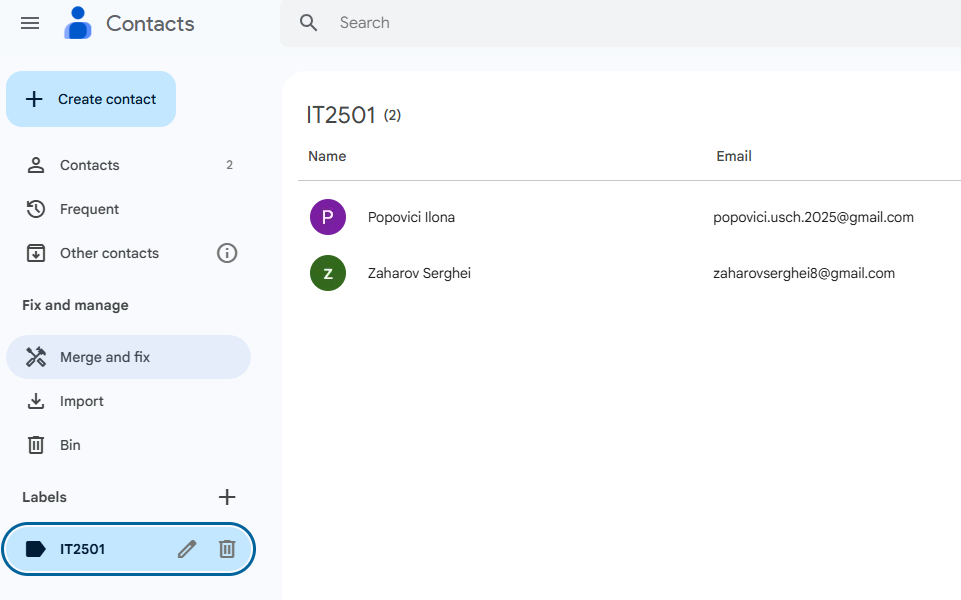 Contacts
Search
Create contact
Contacts 2
Frequent
Other contacts
Fix and manage
Merge and fix
Import
Bin
Labels
IT2501
IT2501 (2)
Name Email
P Popovici Ilona popovici.usch.2025@gmail.com
z Zaharov Serghei zaharovserghei8@gmail.com